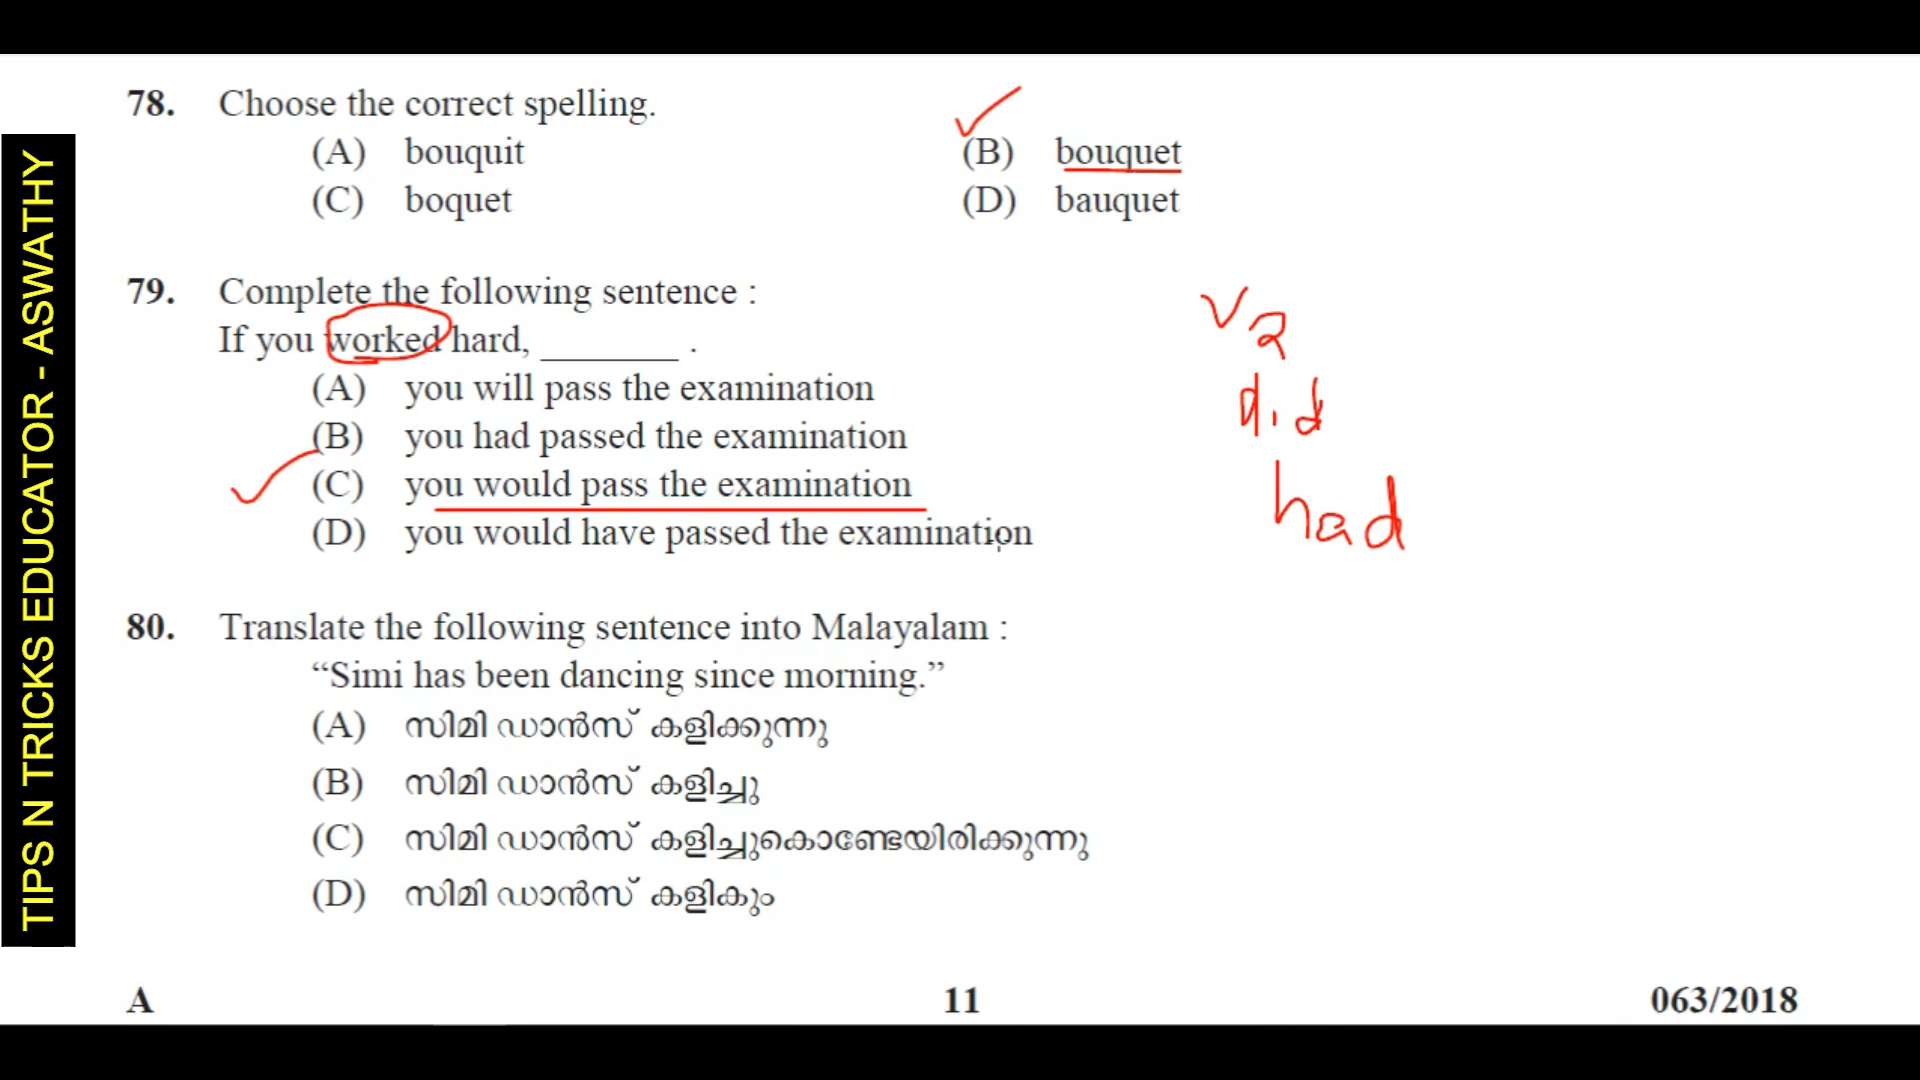 TIPS N TRICKS EDUCATOR - ASWATHY
78. Choose the correct spelling.
(A) bouquit (B) bouquet
(C) boquet (D) bauquet
79. Complete the following sentence :
If you worked hard, _______ .
(A) you will pass the examination
(B) you had passed the examination
(C) you would pass the examination
(D) you would have passed the examination
V2
did
had
80. Translate the following sentence into Malayalam :
“Simi has been dancing since morning.”
(A) സിമി ഡാൻസ് കളിക്കുന്നു
(B) സിമി ഡാൻസ് കളിച്ചു
(C) സിമി ഡാൻസ് കളിച്ചുകൊണ്ടേയിരിക്കുന്നു
(D) സിമി ഡാൻസ് കളികും
A 11 063/2018